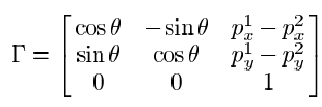 Γ = [ cos θ  − sin θ  p_x^1 − p_x^2
sin θ  cos θ  p_y^1 − p_y^2
0  0  1 ]